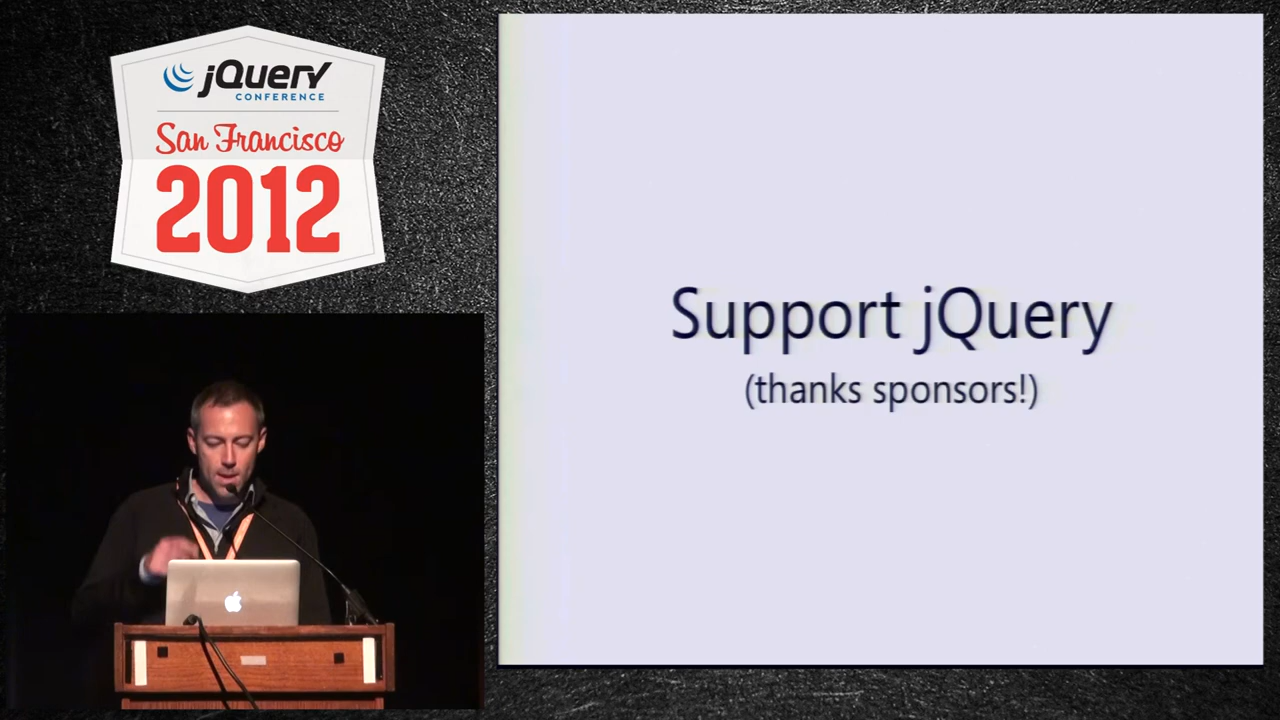 jQuery
CONFERENCE
San Francisco
2012
Support jQuery
(thanks sponsors!)